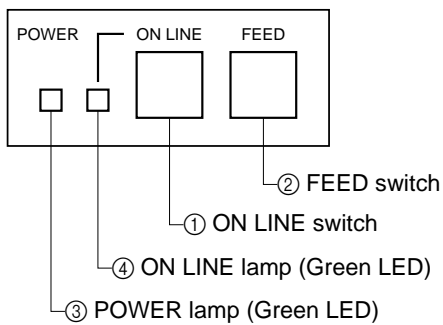 POWER ON LINE FEED
② FEED switch
① ON LINE switch
④ ON LINE lamp (Green LED)
③ POWER lamp (Green LED)